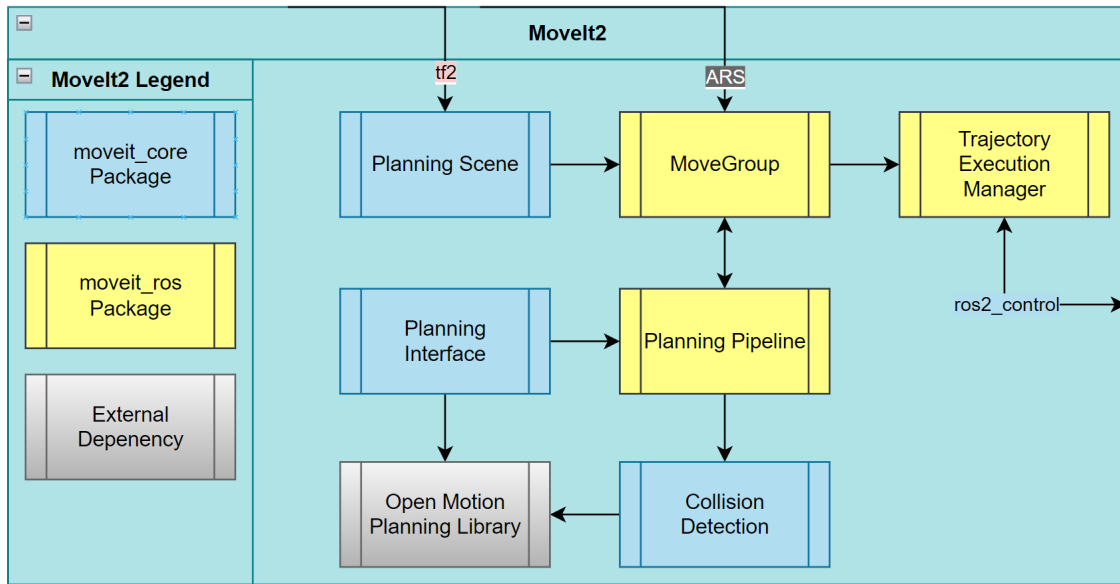 MoveIt2
MoveIt2 Legend
moveit_core
Package
moveit_ros
Package
External
Depenency
tf2
ARS
Planning Scene
MoveGroup
Trajectory
Execution
Manager
ros2_control
Planning
Interface
Planning Pipeline
Open Motion
Planning Library
Collision
Detection